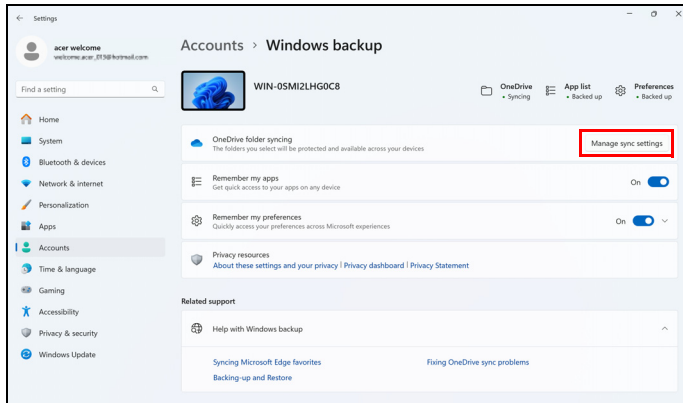 Settings
acer welcome
Accounts > Windows backup
Find a setting
WIN-0SMI2LHG0C8
OneDrive
• Syncing
App list
• Backed up
Preferences
• Backed up
Home
System
Bluetooth & devices
Network & internet
Personalization
Apps
Accounts
Time & language
Gaming
Accessibility
Privacy & security
Windows Update
OneDrive folder syncing
The folders you select will be protected and available across your devices
Manage sync settings
Remember my apps
Get quick access to your apps on any device
On
Remember my preferences
Quickly access your preferences across Microsoft experiences
On
Privacy resources
About these settings and your privacy | Privacy dashboard | Privacy Statement
Related support
Help with Windows backup
Syncing Microsoft Edge favorites
Fixing OneDrive sync problems
Backing-up and Restore